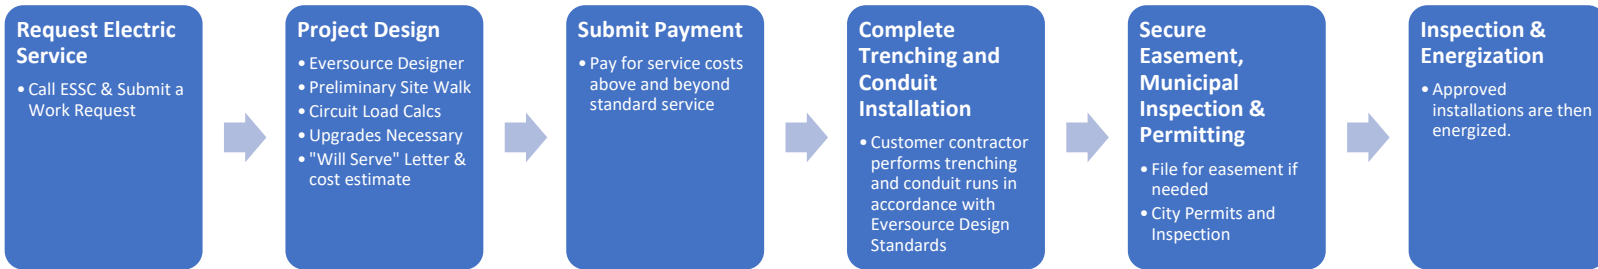 Request Electric
Service
• Call ESSC & Submit a
Work Request
Project Design
• Eversource Designer
• Preliminary Site Walk
• Circuit Load Calcs
• Upgrades Necessary
• "Will Serve" Letter &
cost estimate
Submit Payment
• Pay for service costs
above and beyond
standard service
Complete
Trenching and
Conduit
Installation
• Customer contractor
performs trenching
and conduit runs in
accordance with
Eversource Design
Standards
Secure
Easement,
Municipal
Inspection &
Permitting
• File for easement if
needed
• City Permits and
Inspection
Inspection &
Energization
• Approved
installations are then
energized.